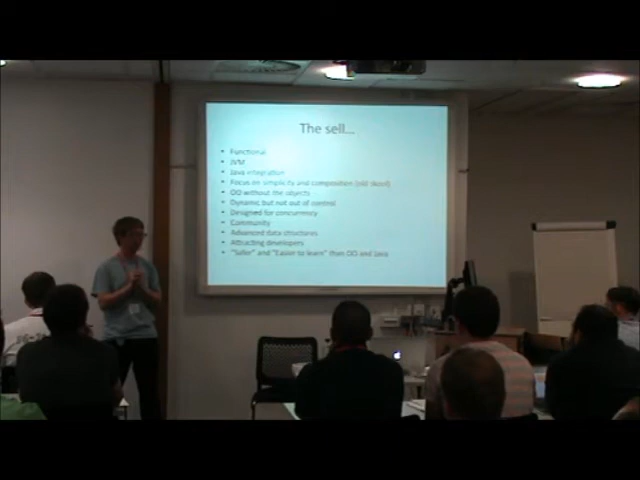 The sell...
• Functional
• JVM
• Java integration
• Focus on simplicity and composition (old skool)
• OO without the objects
• Dynamic but not out of control
• Designed for concurrency
• Community
• Advanced data structures
• Attracting developers
• "Safer" and "Easier to learn" than OO and Java